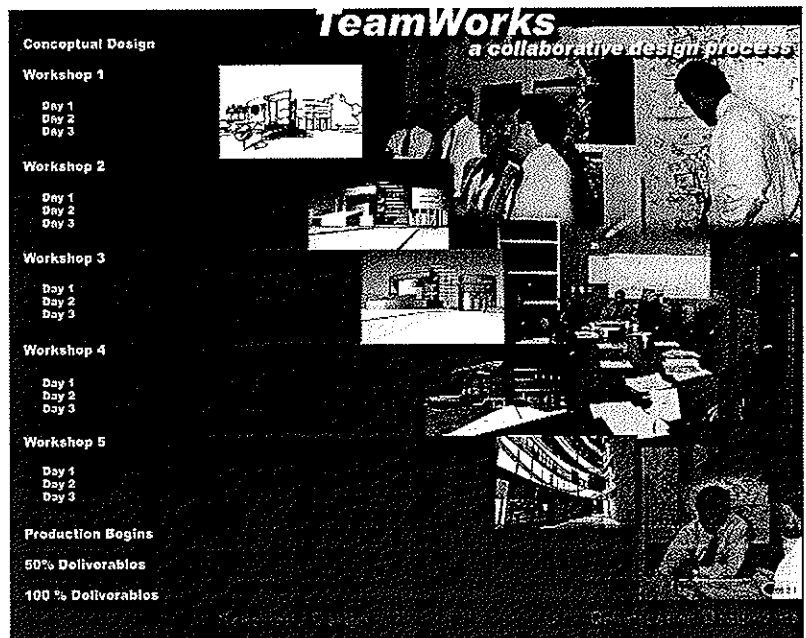 TeamWorks
a collaborative design process
Conceptual Design
Workshop 1
Day 1
Day 2
Day 3
Workshop 2
Day 1
Day 2
Day 3
Workshop 3
Day 1
Day 2
Day 3
Workshop 4
Day 1
Day 2
Day 3
Workshop 5
Day 1
Day 2
Day 3
Production Begins
50% Deliverables
100 % Deliverables